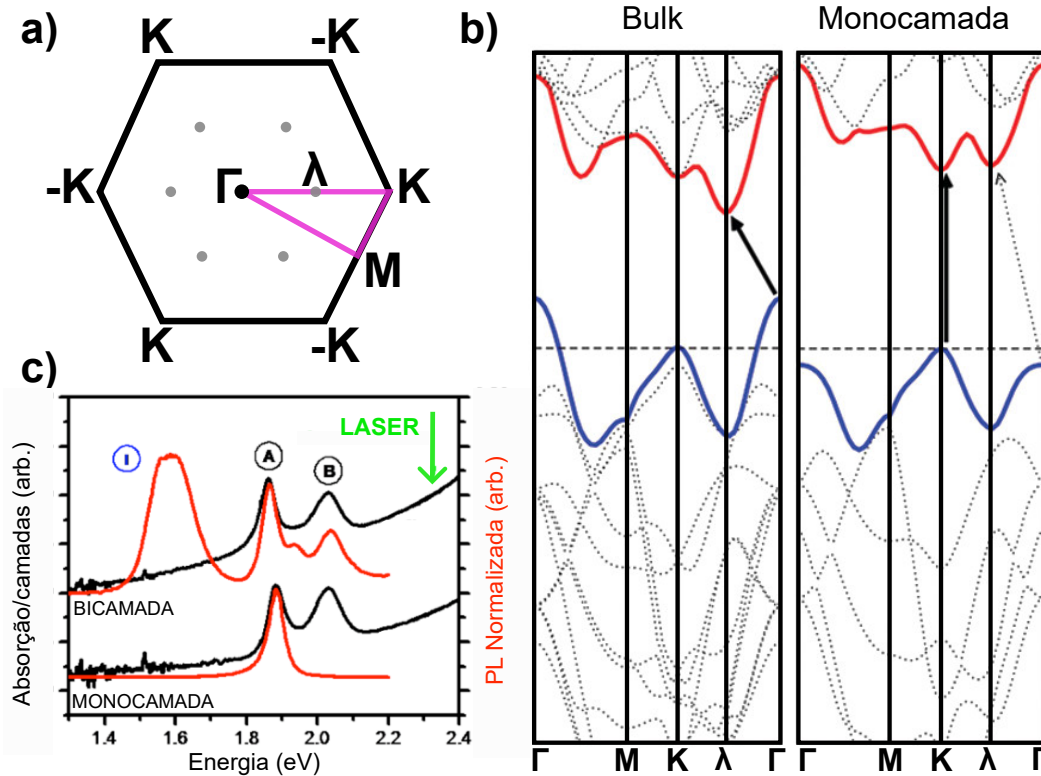 a)
K -K
-K Γ λ K
M
K -K
b)
Bulk Monocamada
Γ M K λ Γ Γ M K λ Γ
c)
Absorção/camadas (arb.)
PL Normalizada (arb.)
I A B LASER
BICAMADA
MONOCAMADA
1.4 1.6 1.8 2.0 2.2 2.4
Energia (eV)